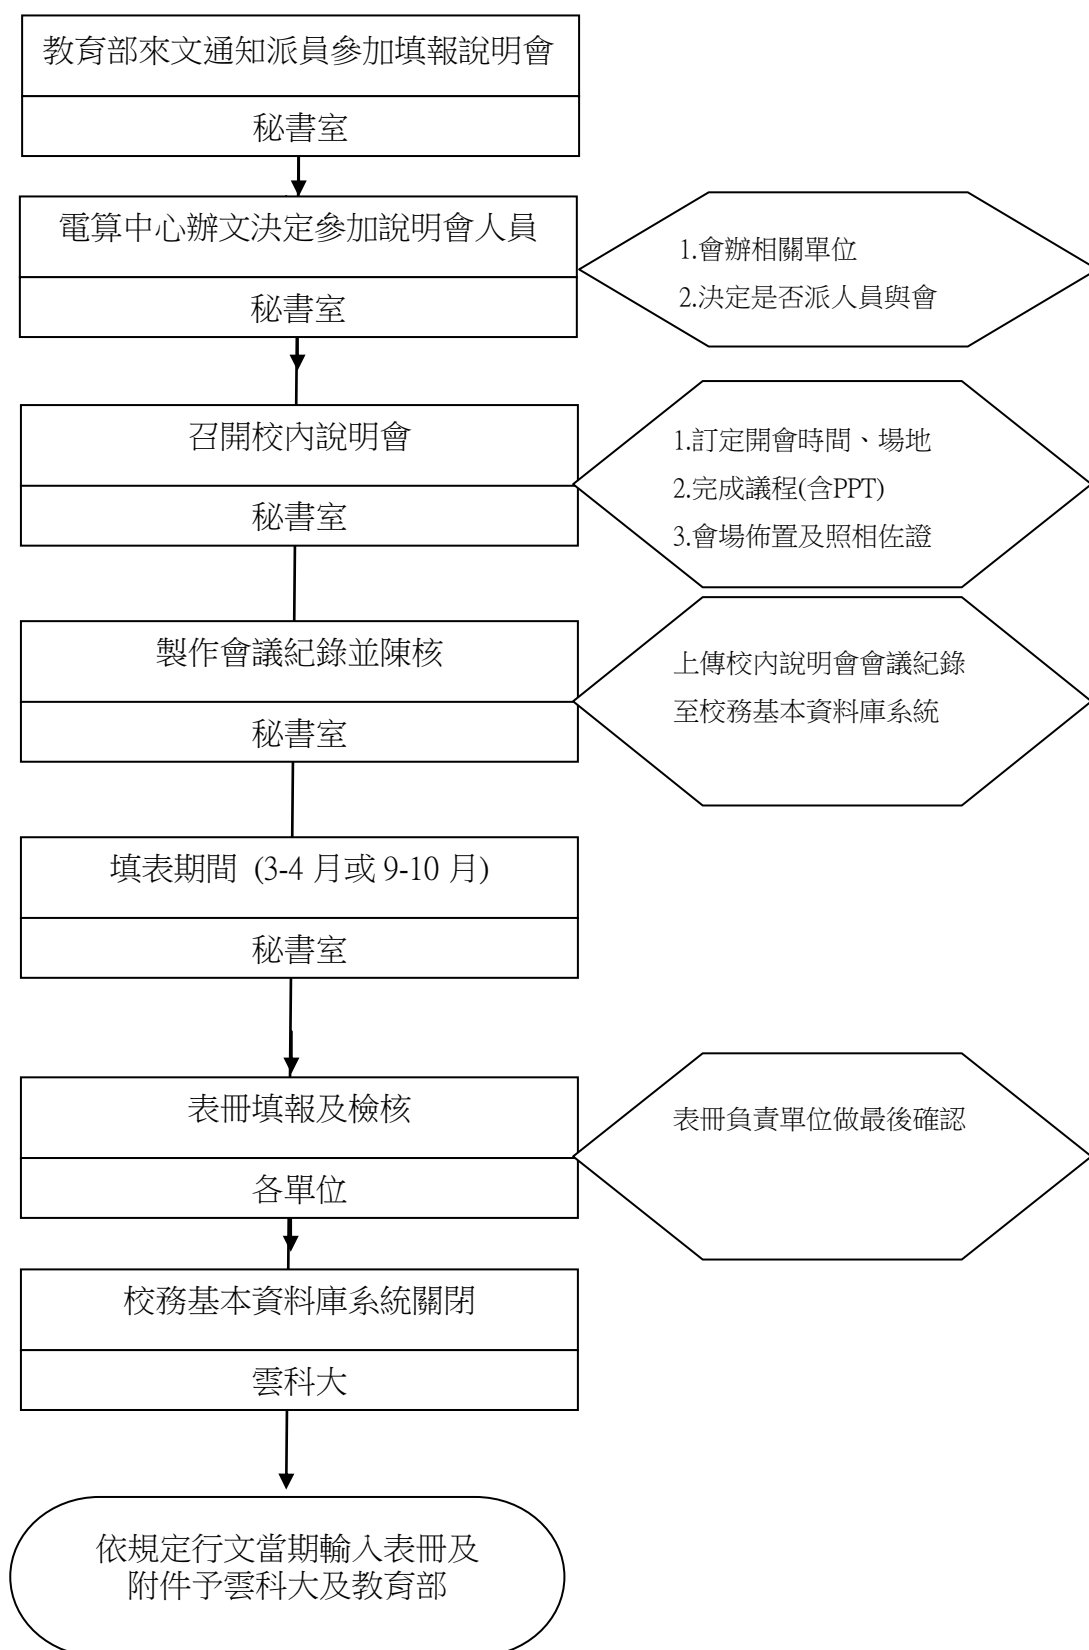 教育部來文通知派員參加填報說明會
秘書室
電算中心辦文決定參加說明會人員
秘書室
1.會辦相關單位
2.決定是否派人員與會
召開校內說明會
秘書室
1.訂定開會時間、場地
2.完成議程(含PPT)
3.會場佈置及照相佐證
製作會議紀錄並陳核
秘書室
上傳校內說明會會議紀錄
至校務基本資料庫系統
填表期間 (3-4 月或 9-10 月)
秘書室
表冊填報及檢核
各單位
表冊負責單位做最後確認
校務基本資料庫系統關閉
雲科大
依規定行文當期輸入表冊及
附件予雲科大及教育部